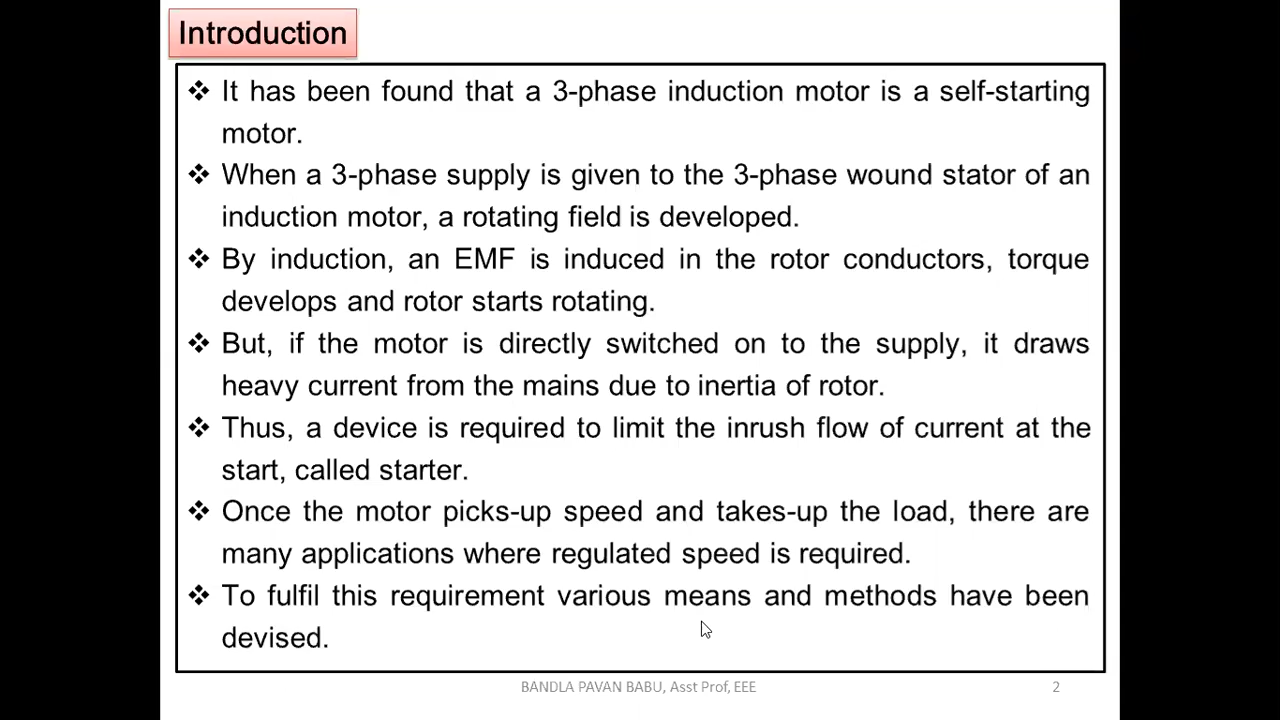 Introduction
❖ It has been found that a 3-phase induction motor is a self-starting
motor.
❖ When a 3-phase supply is given to the 3-phase wound stator of an
induction motor, a rotating field is developed.
❖ By induction, an EMF is induced in the rotor conductors, torque
develops and rotor starts rotating.
❖ But, if the motor is directly switched on to the supply, it draws
heavy current from the mains due to inertia of rotor.
❖ Thus, a device is required to limit the inrush flow of current at the
start, called starter.
❖ Once the motor picks-up speed and takes-up the load, there are
many applications where regulated speed is required.
❖ To fulfil this requirement various means and methods have been
devised.
BANDLA PAVAN BABU, Asst Prof, EEE 2